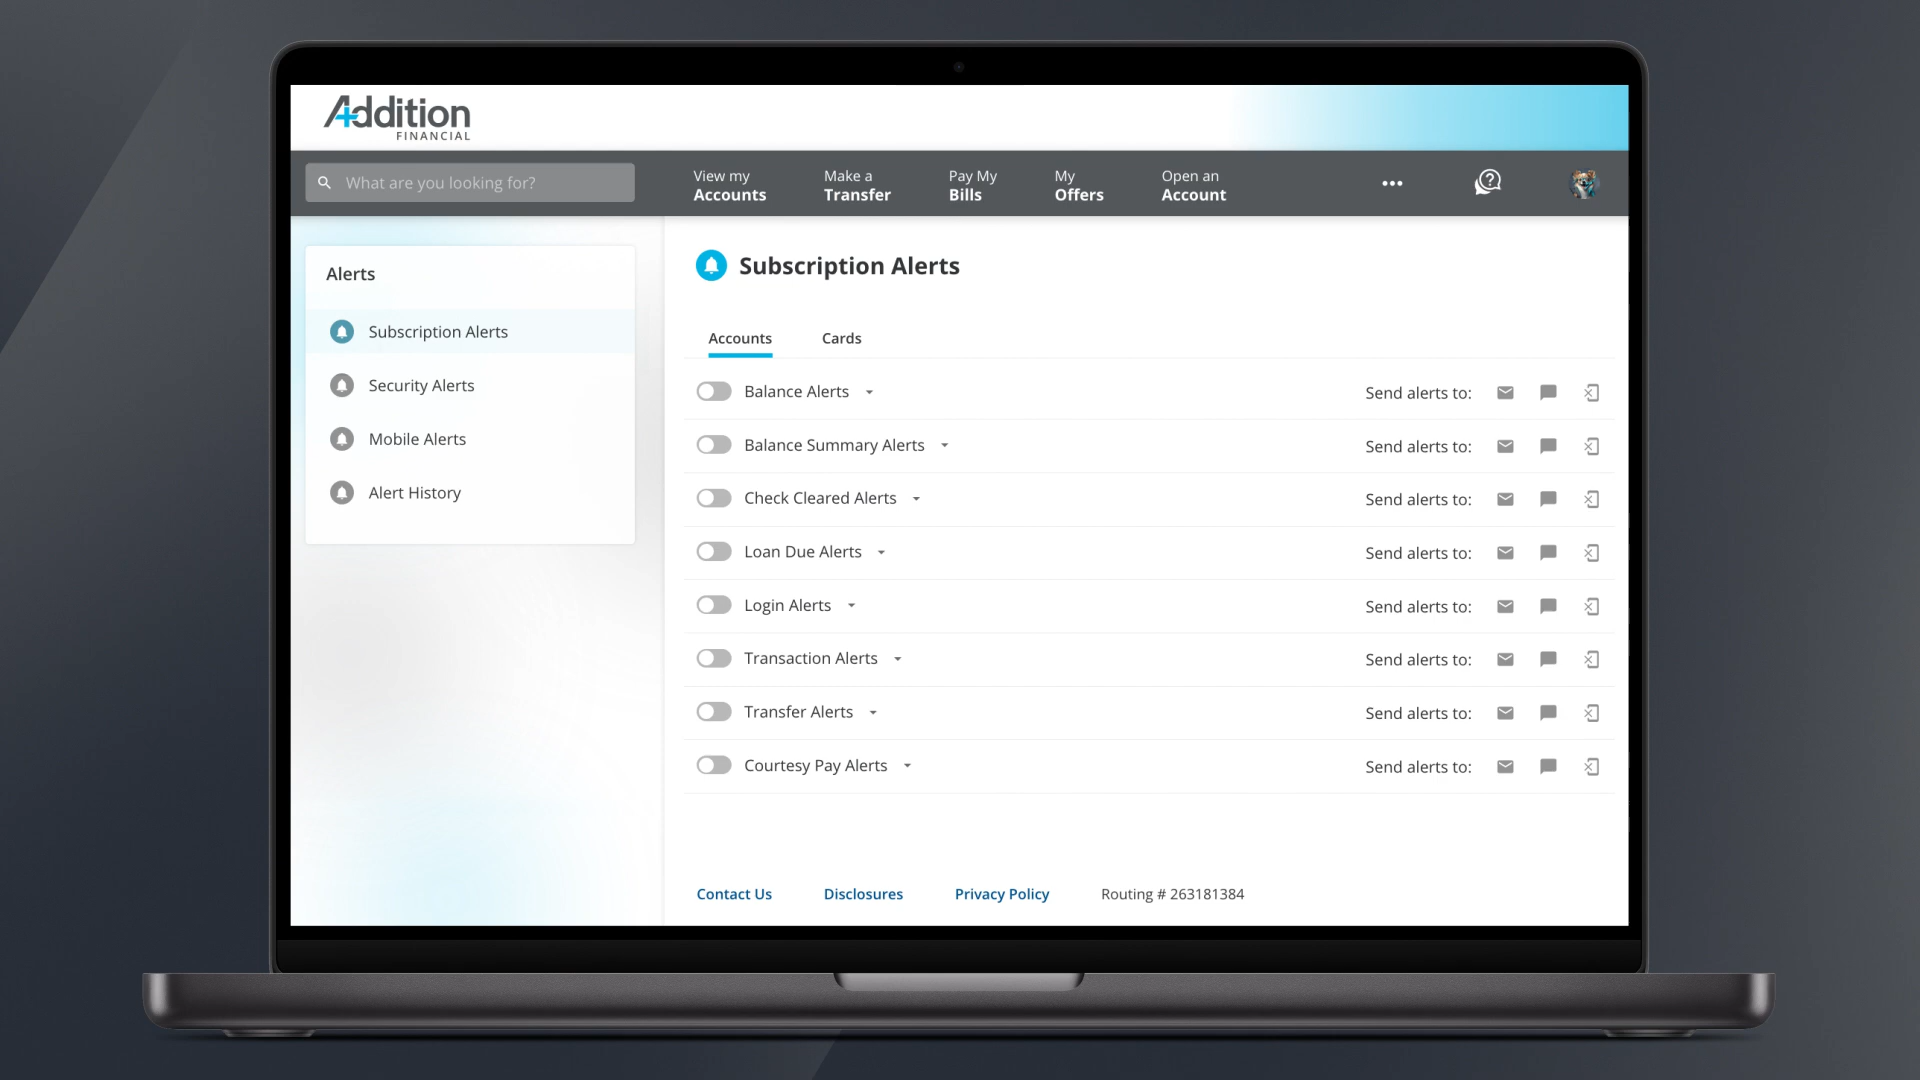 Addition
FINANCIAL
What are you looking for?
View my
Accounts
Make a
Transfer
Pay My
Bills
My
Offers
Open an
Account
Alerts
Subscription Alerts
Security Alerts
Mobile Alerts
Alert History
Subscription Alerts
Accounts
Cards
Balance Alerts
Send alerts to:
Balance Summary Alerts
Send alerts to:
Check Cleared Alerts
Send alerts to:
Loan Due Alerts
Send alerts to:
Login Alerts
Send alerts to:
Transaction Alerts
Send alerts to:
Transfer Alerts
Send alerts to:
Courtesy Pay Alerts
Send alerts to:
Contact Us
Disclosures
Privacy Policy
Routing # 263181384